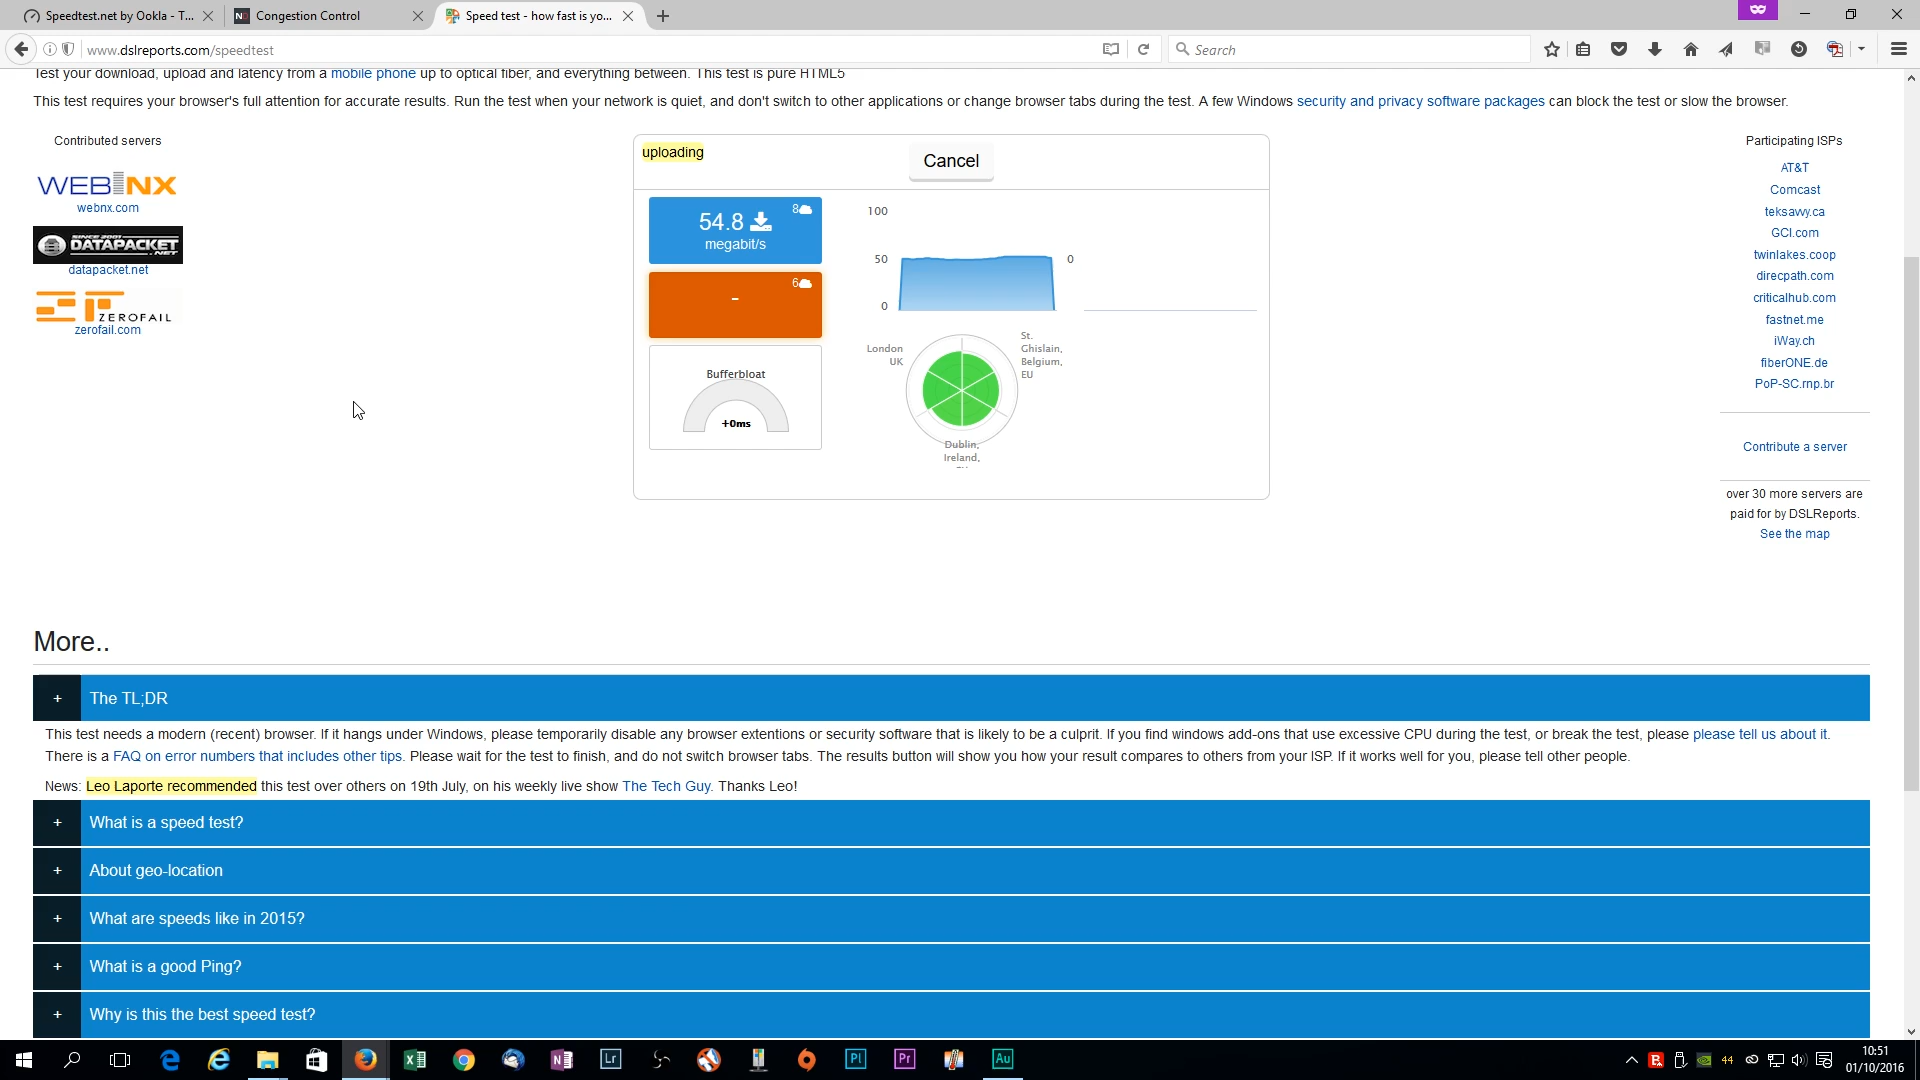 Speedtest.net by Ookla - T...
Congestion Control
Speed test - how fast is yo...
www.dslreports.com/speedtest
Search
Test your download, upload and latency from a mobile phone up to optical fiber, and everything between. This test is pure HTML5
This test requires your browser's full attention for accurate results. Run the test when your network is quiet, and don't switch to other applications or change browser tabs during the test. A few Windows security and privacy software packages can block the test or slow the browser.
Contributed servers
WEBNX
webnx.com
SINCE 2001
DATAPACKET
.NET
datapacket.net
ZEROFAIL
zerofail.com
uploading
Cancel
8
54.8
megabit/s
6
-
Bufferbloat
+0ms
100
50
0
0
London
UK
St.
Ghislain,
Belgium,
EU
Dublin,
Ireland,
Participating ISPs
AT&T
Comcast
teksavvy.ca
GCI.com
twinlakes.coop
direcpath.com
criticalhub.com
fastnet.me
iWay.ch
fiberONE.de
PoP-SC.rnp.br
Contribute a server
over 30 more servers are
paid for by DSLReports.
See the map
More..
+ The TL;DR
This test needs a modern (recent) browser. If it hangs under Windows, please temporarily disable any browser extentions or security software that is likely to be a culprit. If you find windows add-ons that use excessive CPU during the test, or break the test, please please tell us about it.
There is a FAQ on error numbers that includes other tips. Please wait for the test to finish, and do not switch browser tabs. The results button will show you how your result compares to others from your ISP. If it works well for you, please tell other people.
News: Leo Laporte recommended this test over others on 19th July, on his weekly live show The Tech Guy. Thanks Leo!
+ What is a speed test?
+ About geo-location
+ What are speeds like in 2015?
+ What is a good Ping?
+ Why is this the best speed test?
Lr
Pl
Pr
Au
44
10:51
01/10/2016